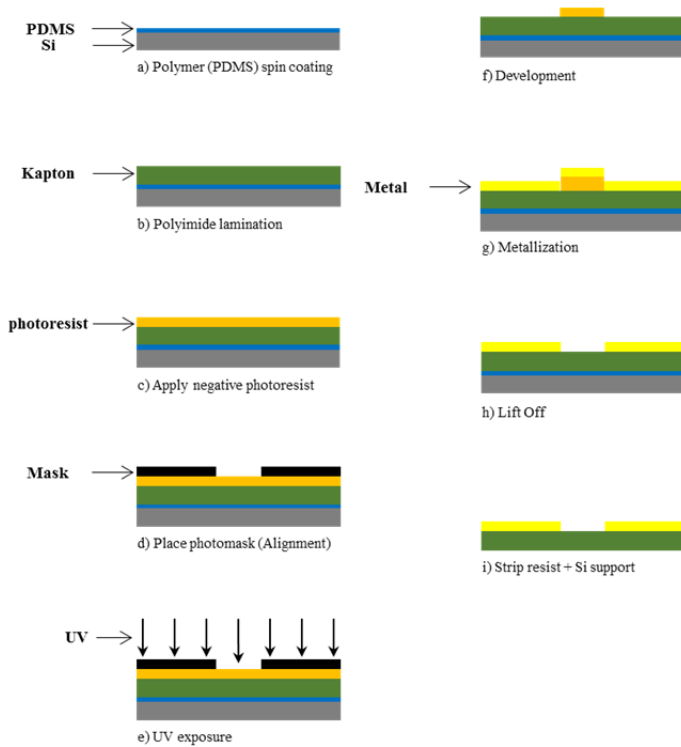 PDMS
Si
a) Polymer (PDMS) spin coating
Kapton
b) Polyimide lamination
photoresist
c) Apply negative photoresist
Mask
d) Place photomask (Alignment)
UV
e) UV exposure
f) Development
Metal
g) Metallization
h) Lift Off
i) Strip resist + Si support